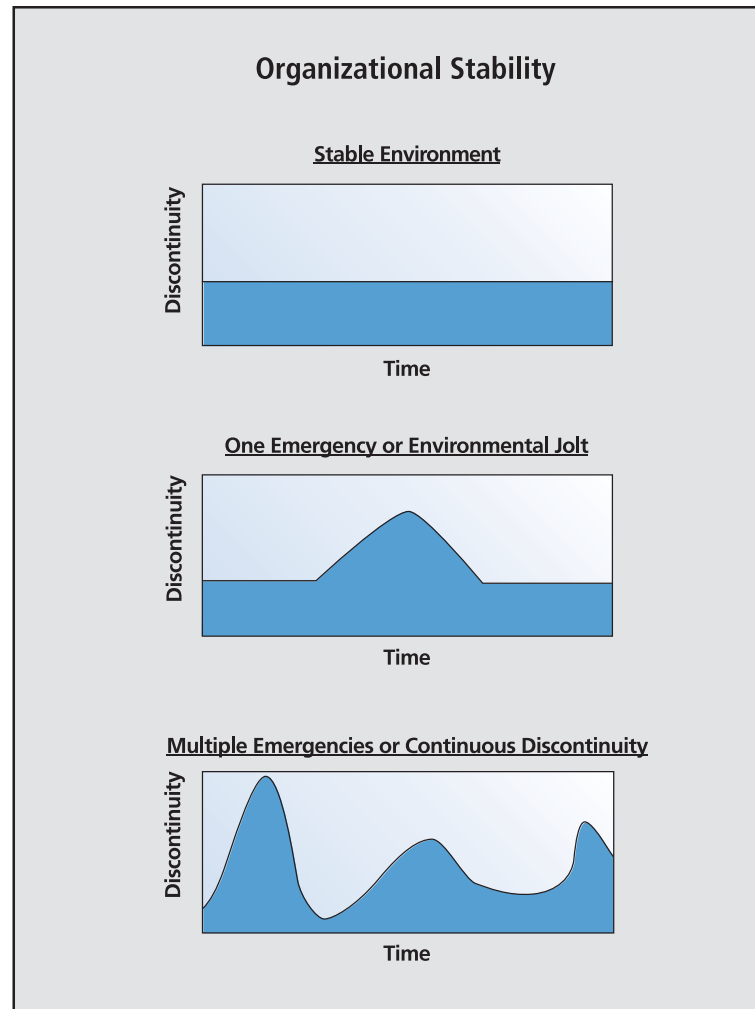 Organizational Stability
Stable Environment
Discontinuity
Time
One Emergency or Environmental Jolt
Discontinuity
Time
Multiple Emergencies or Continuous Discontinuity
Discontinuity
Time